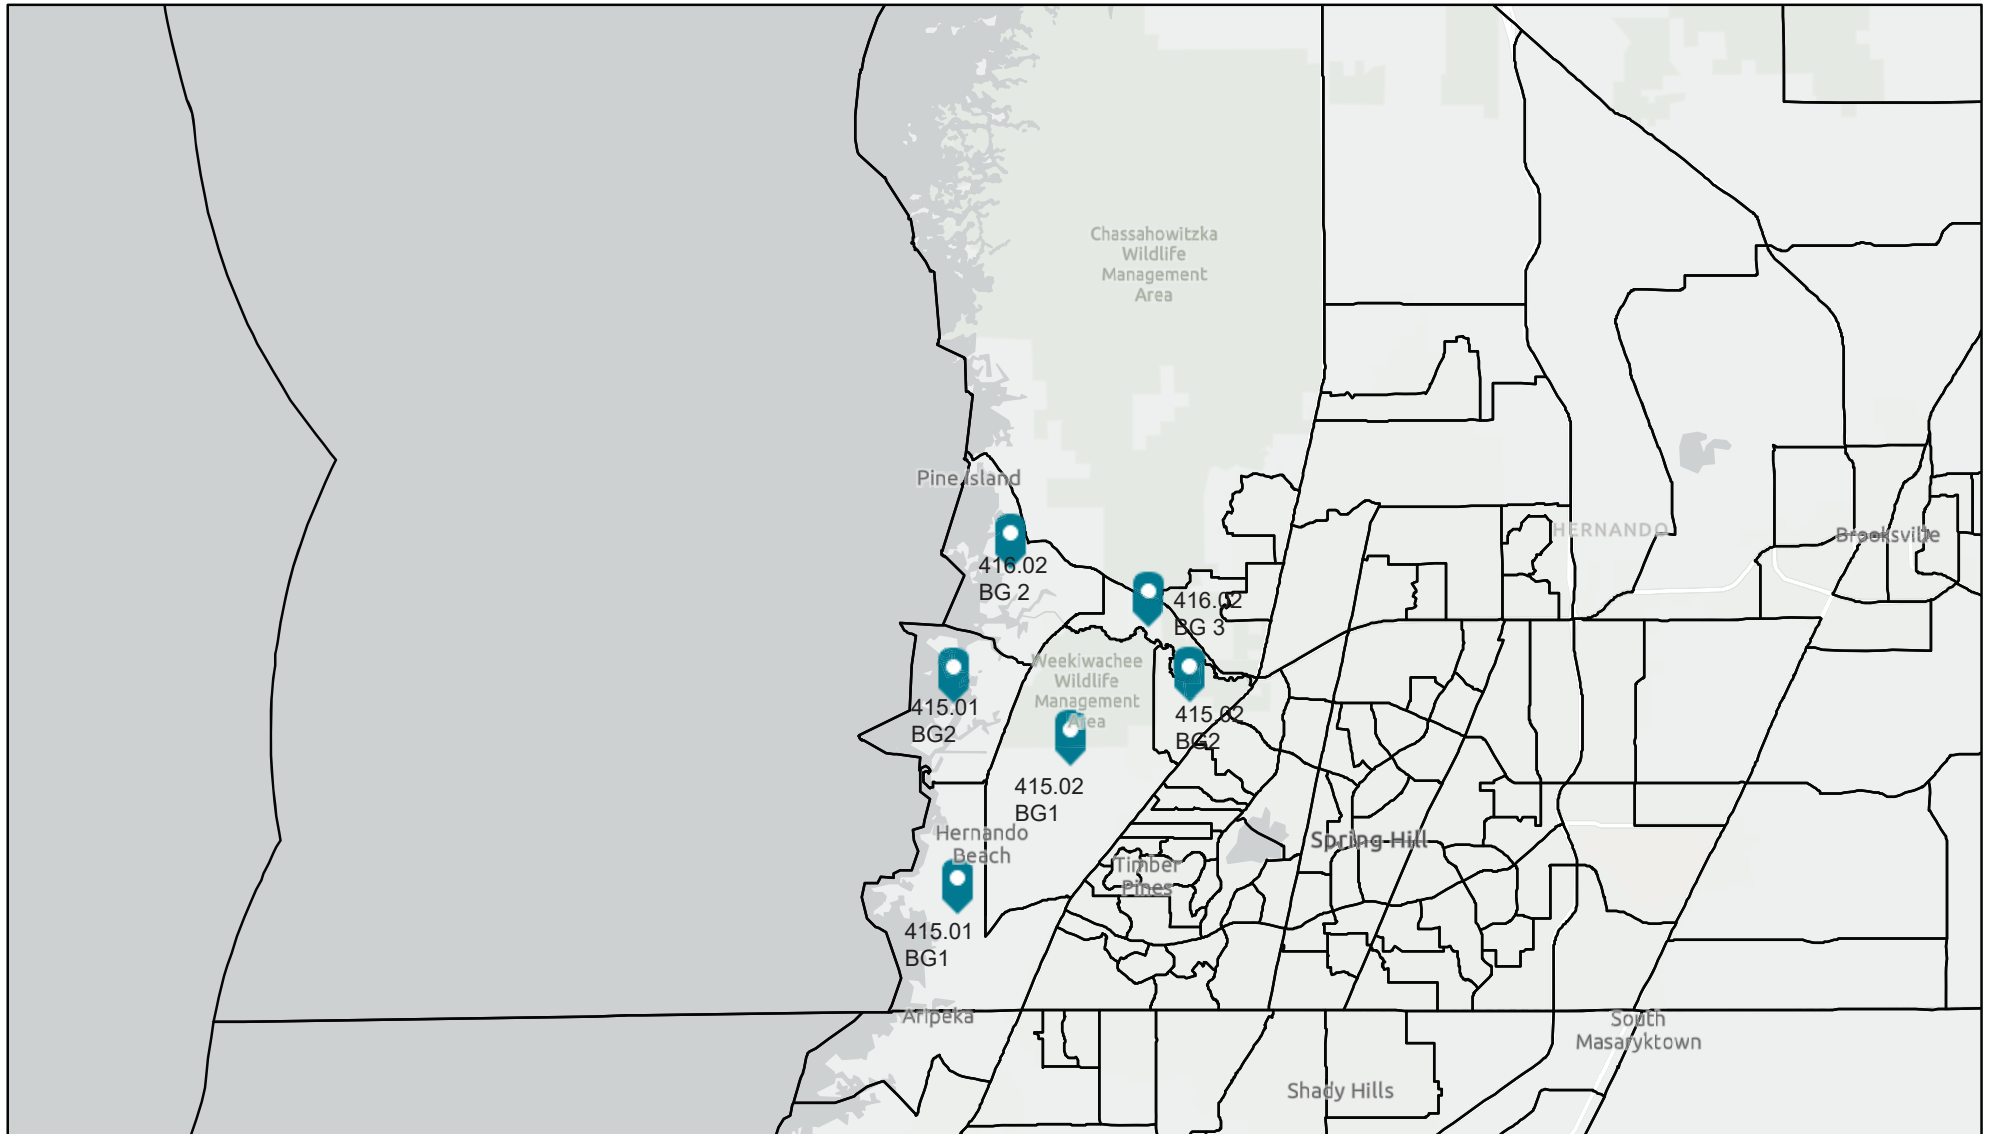 Chassahowitzka
Wildlife
Management
Area
Pine Island
HERNANDO
Brooksville
416.02
BG 2
416.02
BG 3
Weekiwachee
Wildlife
Management
Area
415.01
BG2
415.02
BG2
415.02
BG1
Hernando
Beach
Spring Hill
Timber
Pines
415.01
BG1
Aripeka
South
Masaryktown
Shady Hills